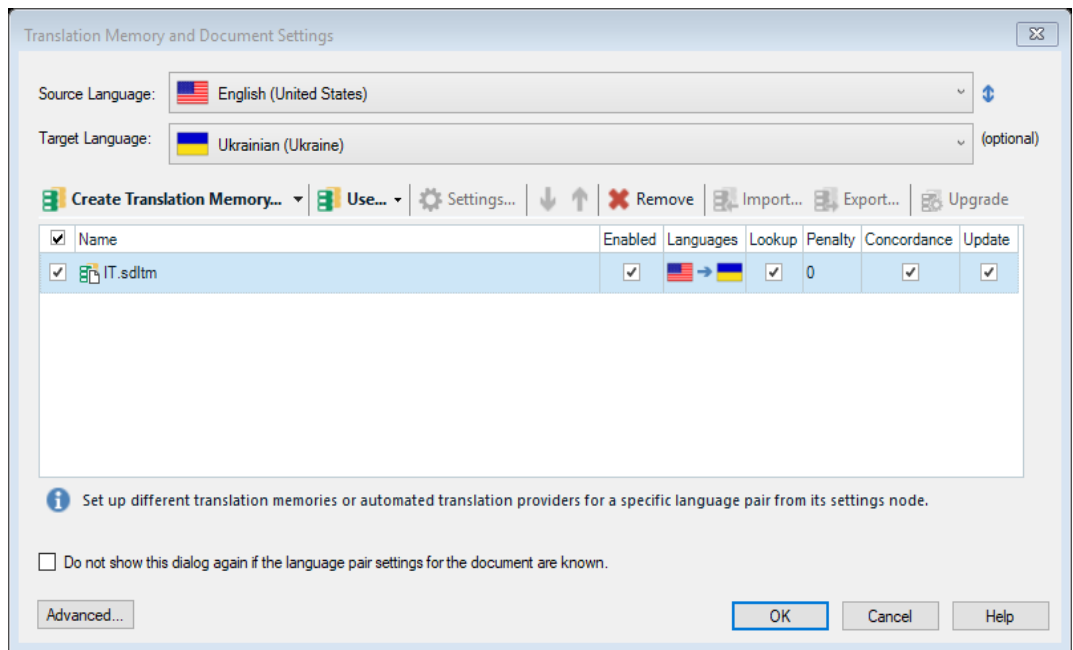 Translation Memory and Document Settings
Source Language: English (United States)
Target Language: Ukrainian (Ukraine) (optional)
Create Translation Memory... Use... Settings... Remove Import... Export... Upgrade
Name Enabled Languages Lookup Penalty Concordance Update
IT.sdltm 0
Set up different translation memories or automated translation providers for a specific language pair from its settings node.
Do not show this dialog again if the language pair settings for the document are known.
Advanced... OK Cancel Help